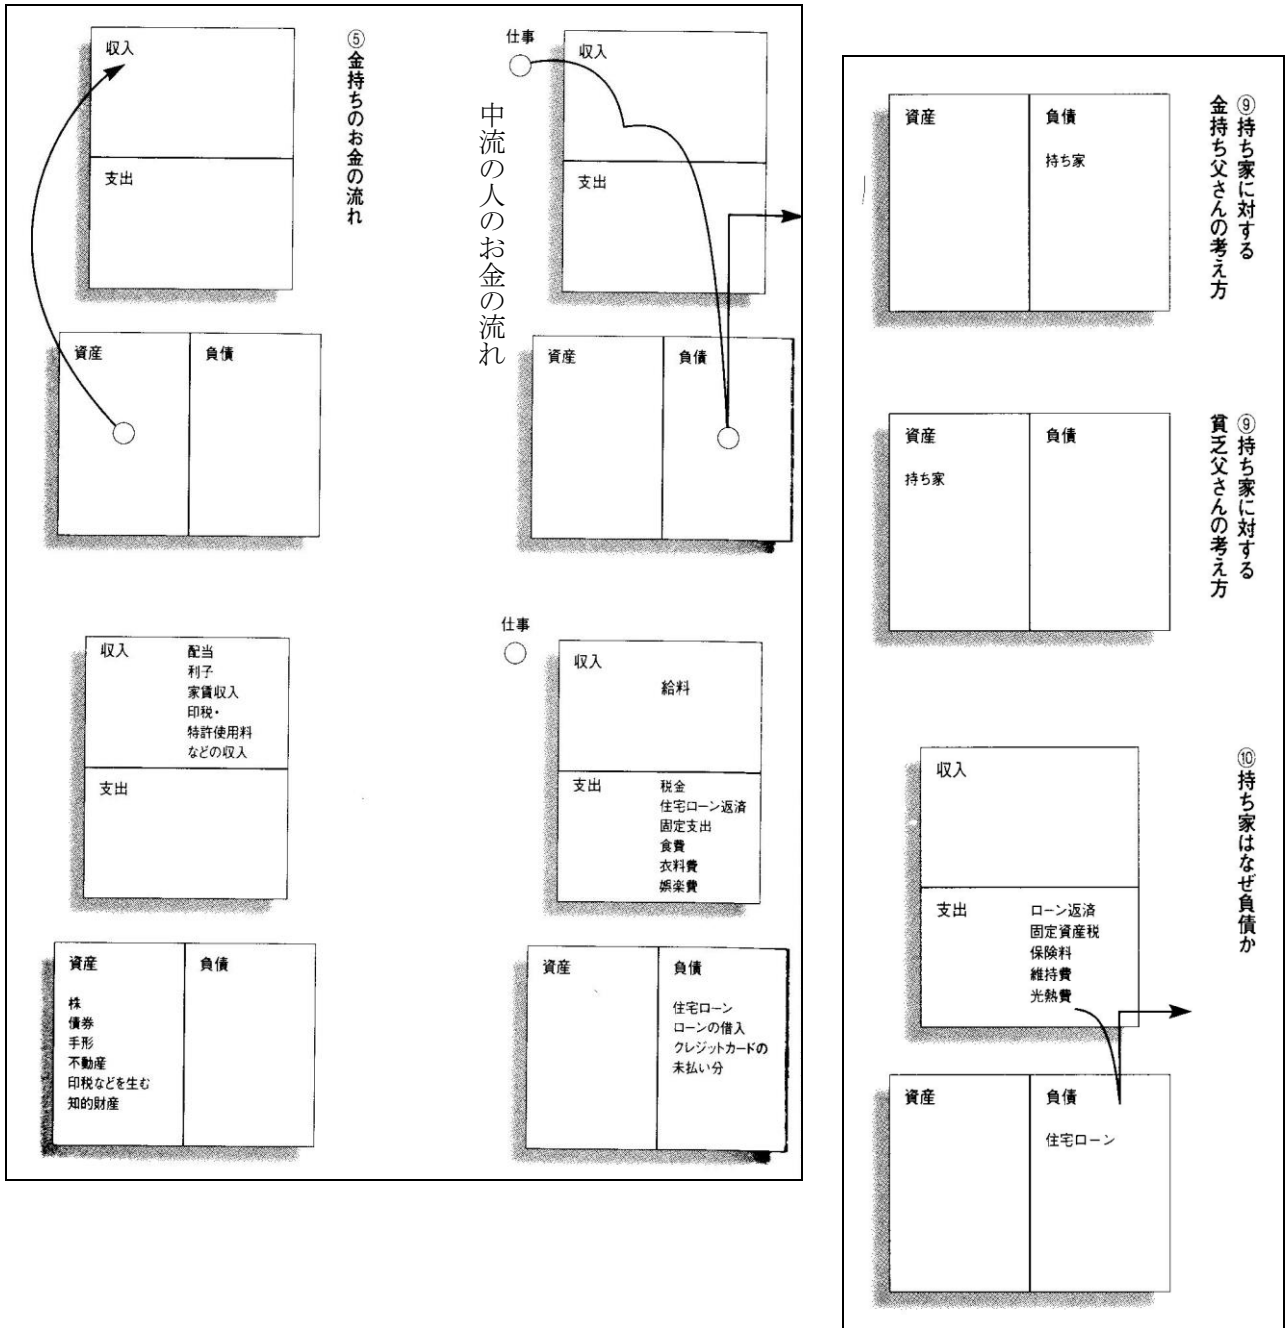 ⑤金持ちのお金の流れ
収入
支出
資産
負債
中流の人のお金の流れ
仕事
収入
支出
資産
負債
収入
配当
利子
家賃収入
印税・
特許使用料
などの収入
支出
資産
株
債券
手形
不動産
印税などを生む
知的財産
負債
仕事
収入
給料
支出
税金
住宅ローン返済
固定支出
食費
衣料費
娯楽費
資産
負債
住宅ローン
ローンの借入
クレジットカードの
未払い分
⑨持ち家に対する
金持ち父さんの考え方
資産
負債
持ち家
⑨持ち家に対する
貧乏父さんの考え方
資産
持ち家
負債
⑩持ち家はなぜ負債か
収入
支出
ローン返済
固定資産税
保険料
維持費
光熱費
資産
負債
住宅ローン